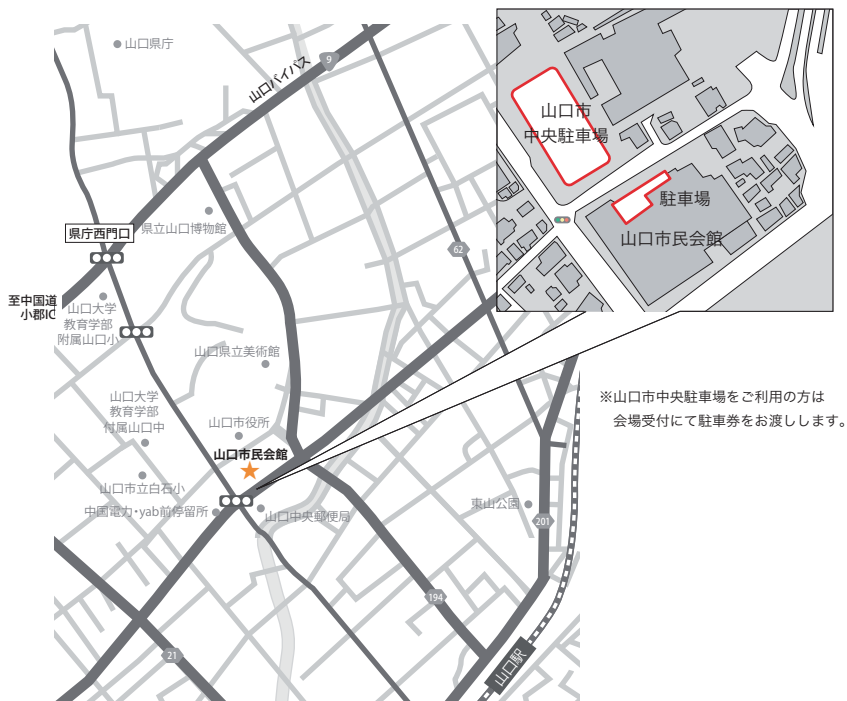 山口県庁
9
山口バイパス
山口市
中央駐車場
駐車場
山口市民会館
県庁西門口
県立山口博物館
62
至中国道
小郡IC
山口大学
教育学部
附属山口小
山口県立美術館
山口大学
教育学部
付属山口中
山口市役所
山口市民会館
山口市立白石小
中国電力・yab前停留所
山口中央郵便局
東山公園
201
194
21
山口駅
※山口市中央駐車場をご利用の方は
会場受付にて駐車券をお渡しします。